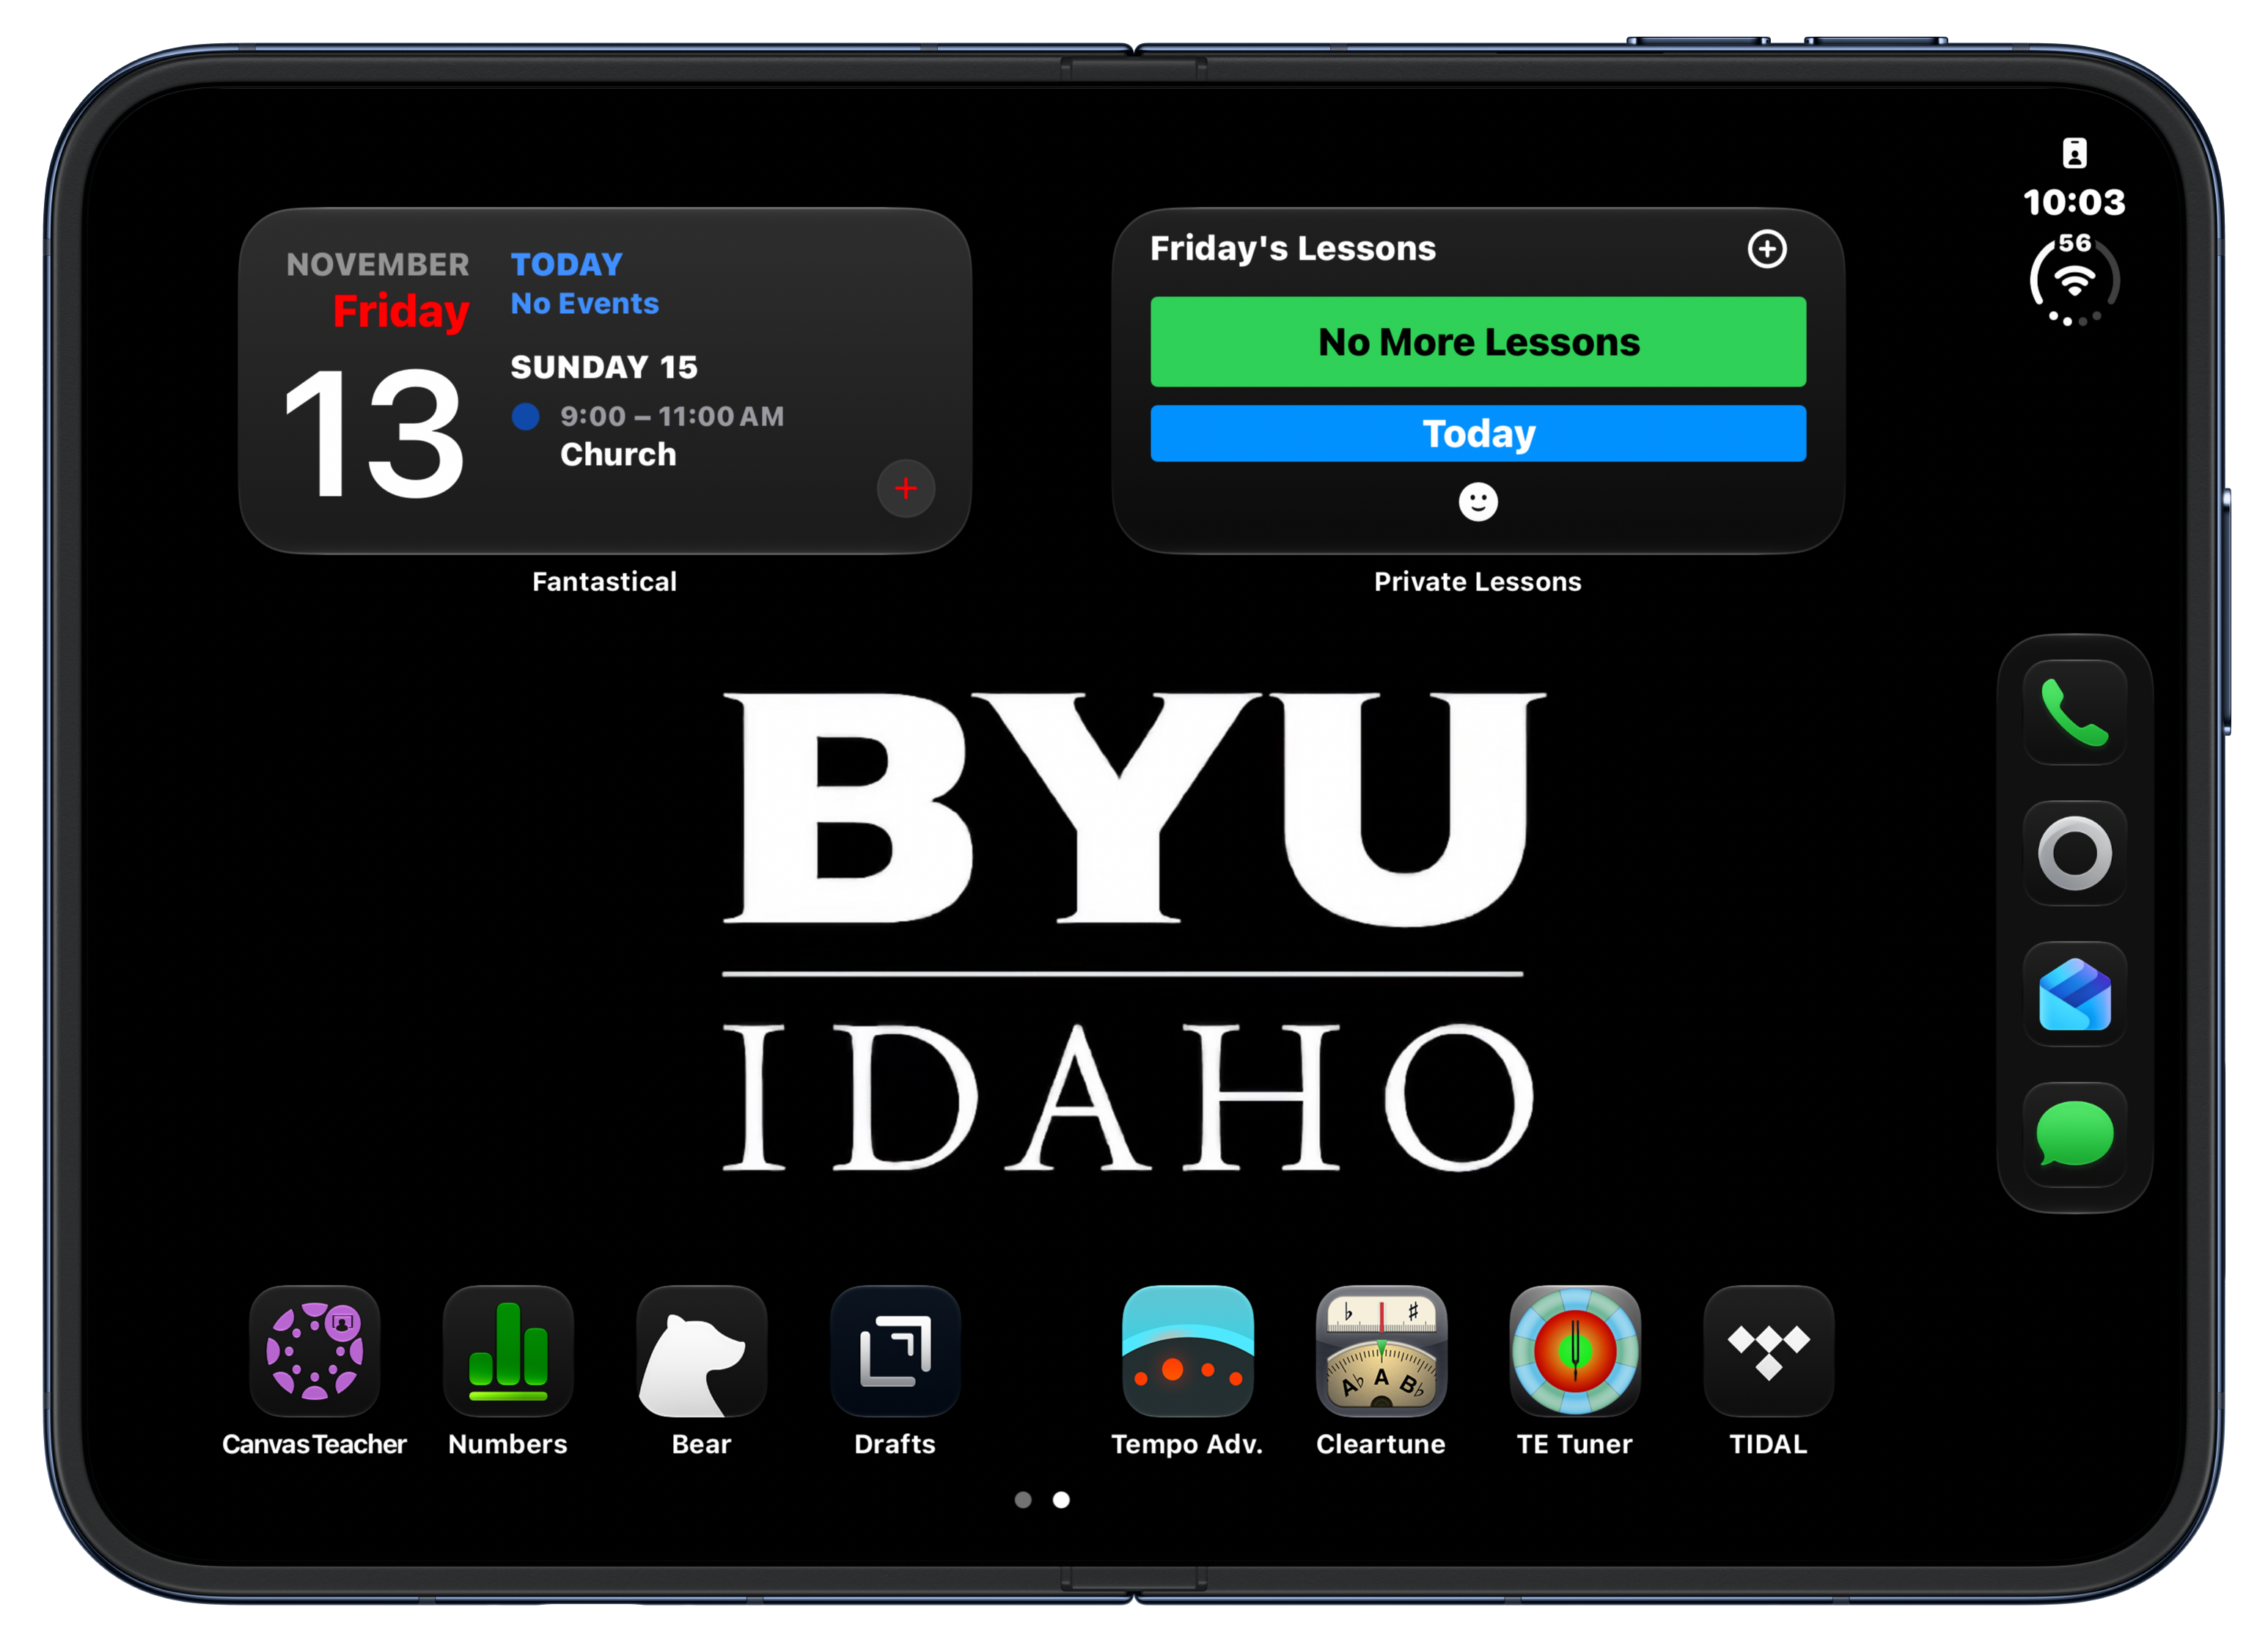 10:03
56
NOVEMBER
Friday
13
TODAY
No Events
SUNDAY 15
9:00 – 11:00 AM
Church
+
Fantastical
Friday's Lessons
No More Lessons
Today
Private Lessons
BYU
IDAHO
Canvas Teacher
Numbers
Bear
Drafts
♭ ♯
A♭ A B♭
Tempo Adv.
Cleartune
TE Tuner
TIDAL